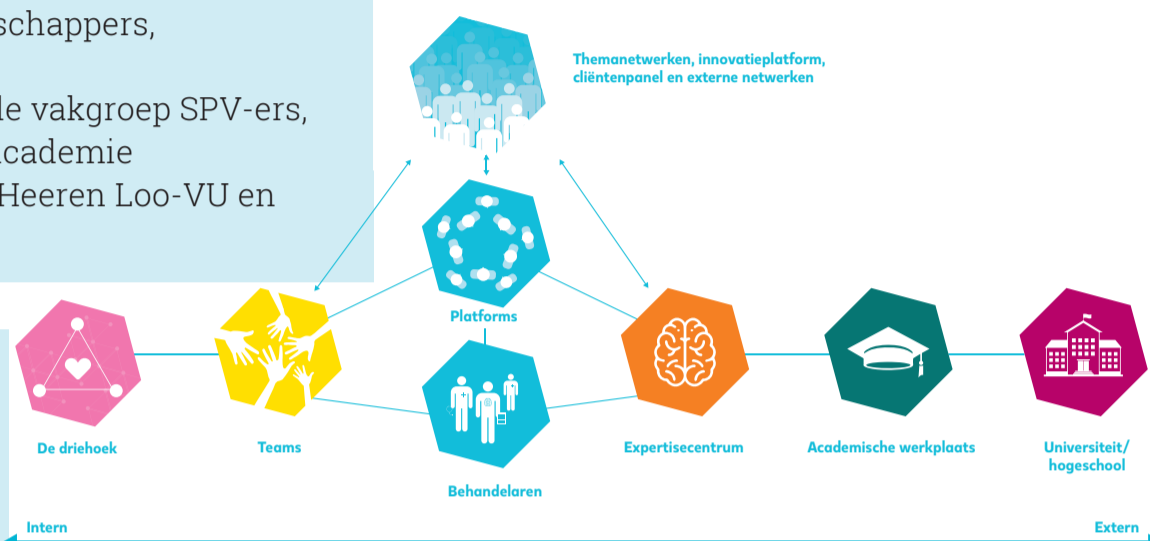 schappers,
le vakgroep SPV-ers,
cademie
Heeren Loo-VU en
Themanetwerken, innovatieplatform,
cliëntenpanel en externe netwerken
Platforms
De driehoek
Teams
Behandelaren
Expertisecentrum
Academische werkplaats
Universiteit/
hogeschool
Intern
Extern